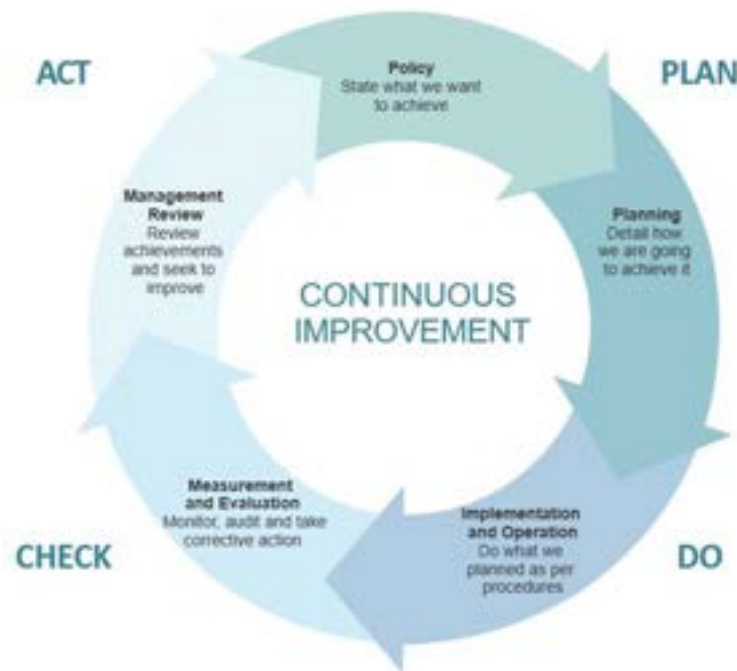 ACT
PLAN
Policy
State what we want
to achieve
Planning
Detail how
we are going
to achieve it
Management
Review
Review
achievements
and seek to
improve
CONTINUOUS
IMPROVEMENT
Measurement
and Evaluation
Monitor, audit and take
corrective action
Implementation
and Operation
Do what we
planned as per
procedures
CHECK
DO